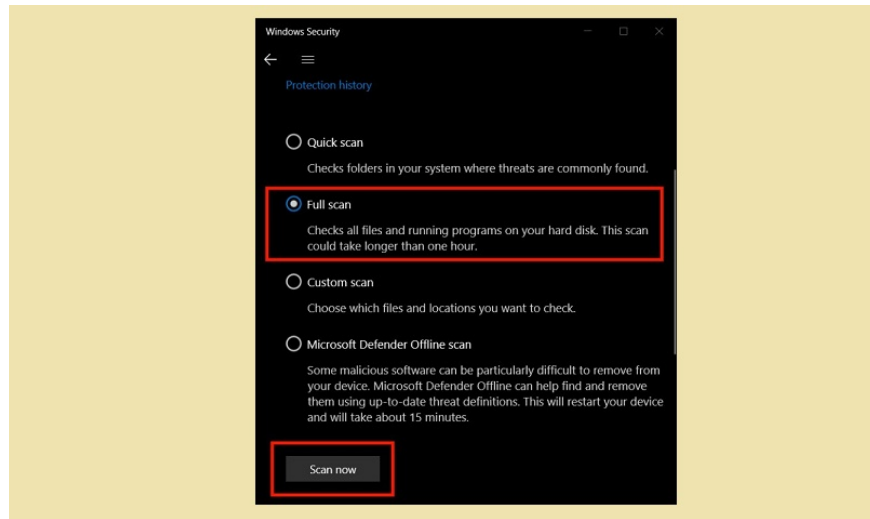 Windows Security
Protection history
Quick scan
Checks folders in your system where threats are commonly found.
Full scan
Checks all files and running programs on your hard disk. This scan
could take longer than one hour.
Custom scan
Choose which files and locations you want to check.
Microsoft Defender Offline scan
Some malicious software can be particularly difficult to remove from
your device. Microsoft Defender Offline can help find and remove
them using up-to-date threat definitions. This will restart your device
and will take about 15 minutes.
Scan now